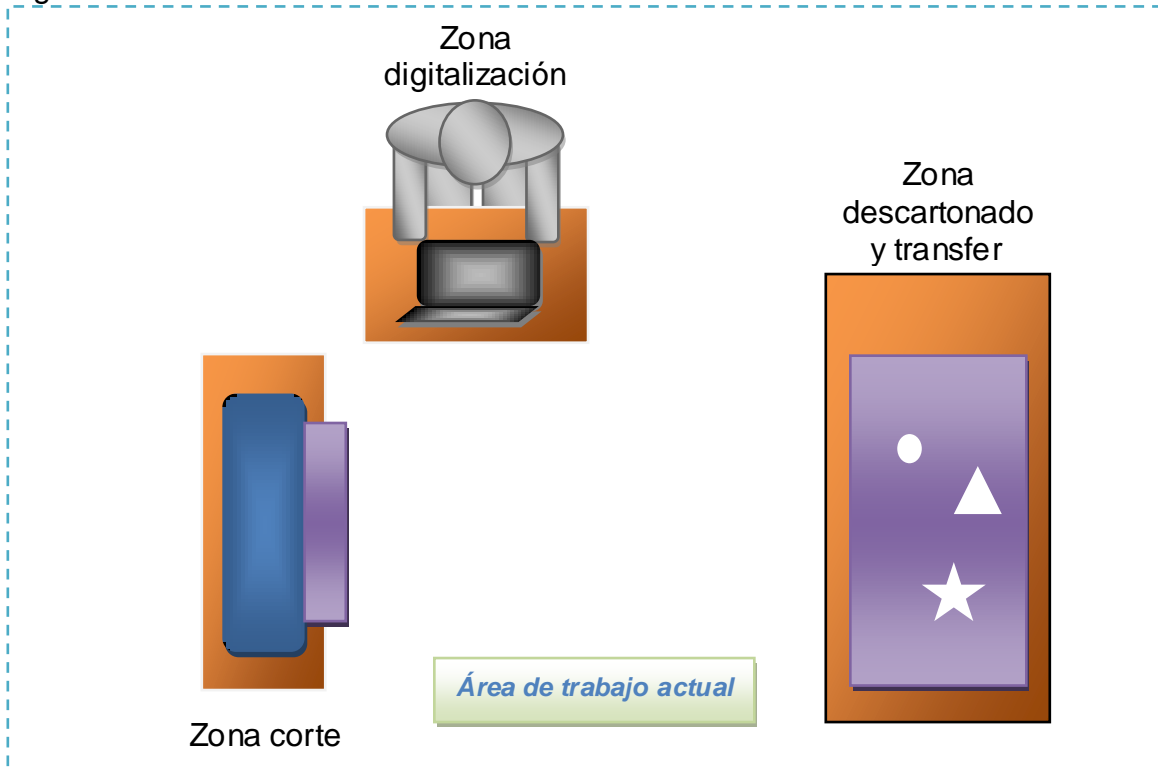 Zona
digitalización
Zona
descartonado
y transfer
Área de trabajo actual
Zona corte